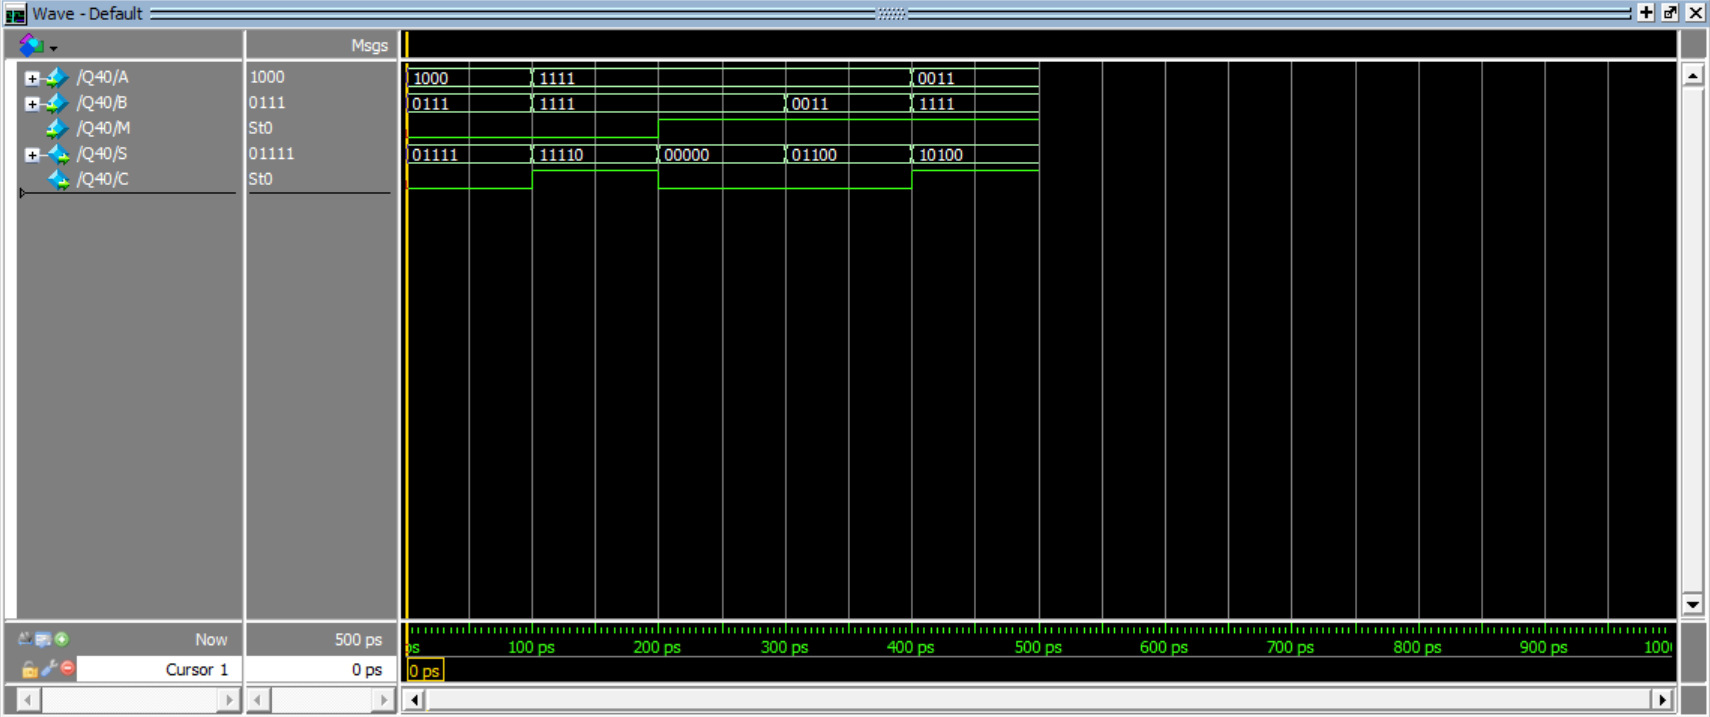 Wave - Default
Msgs
/Q40/A 1000 1000 1111 0011
/Q40/B 0111 0111 1111 0011 1111
/Q40/M St0
/Q40/S 01111 01111 11110 00000 01100 10100
/Q40/C St0
Now 500 ps ps 100 ps 200 ps 300 ps 400 ps 500 ps 600 ps 700 ps 800 ps 900 ps 100
Cursor 1 0 ps 0 ps